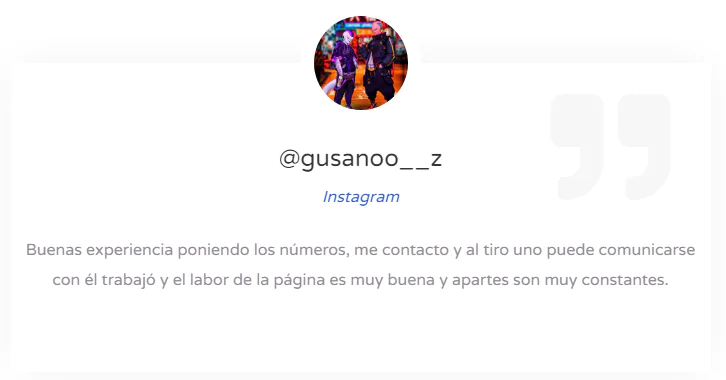 @gusanoo__z
Instagram
Buenas experiencia poniendo los números, me contacto y al tiro uno puede comunicarse
con él trabajó y el labor de la página es muy buena y apartes son muy constantes.